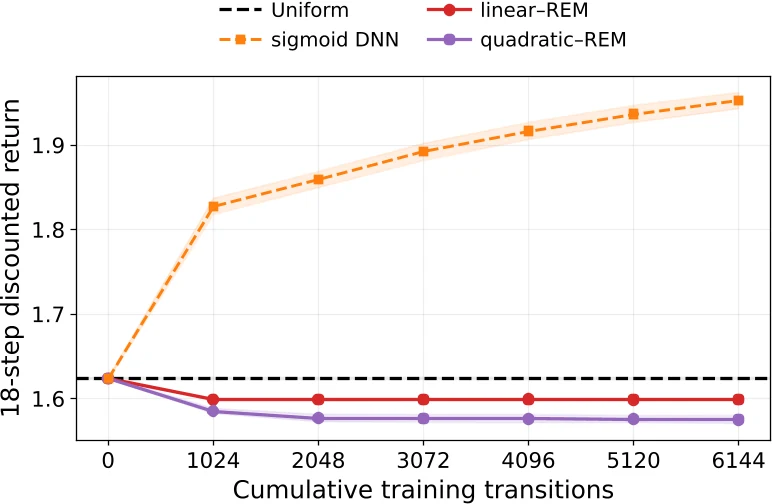 Uniform
linear–REM
sigmoid DNN
quadratic–REM
18-step discounted return
1.9
1.8
1.7
1.6
0 1024 2048 3072 4096 5120 6144
Cumulative training transitions